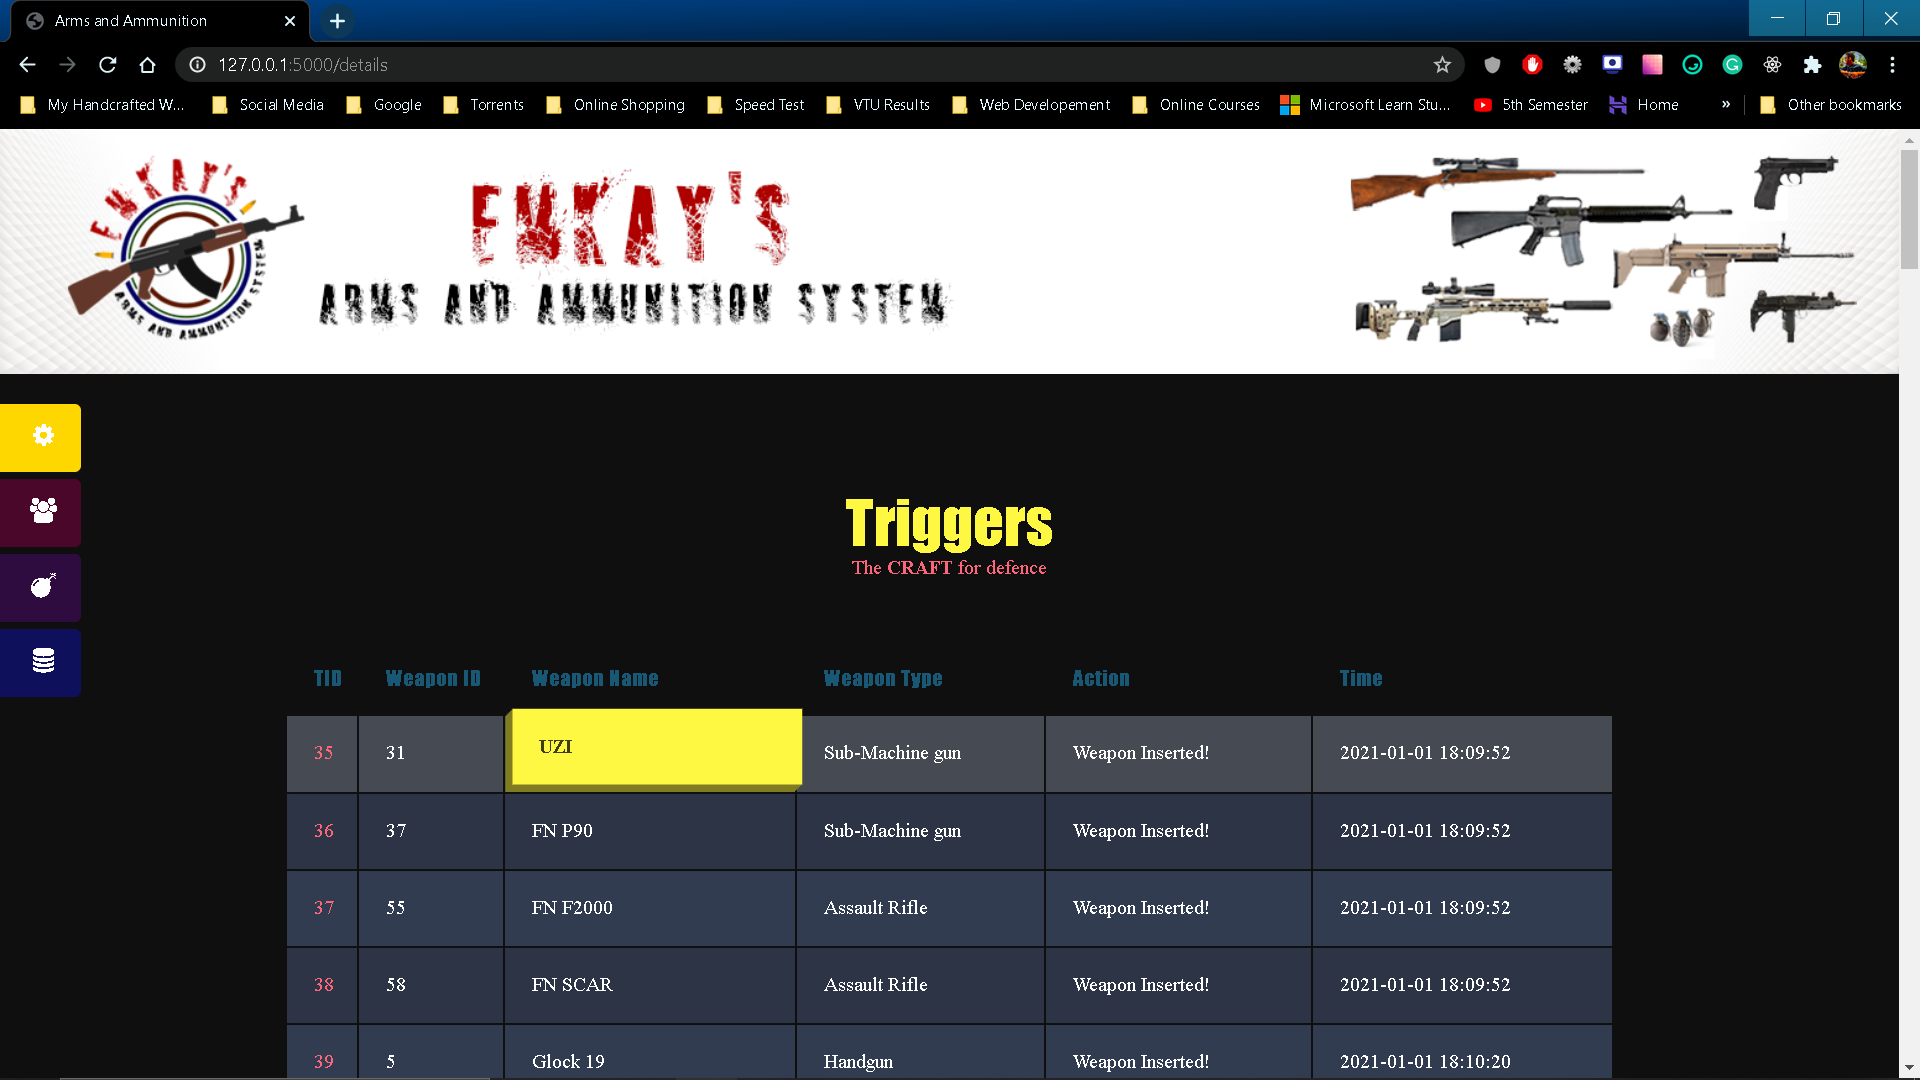 Arms and Ammunition
127.0.0.1:5000/details
My Handcrafted W... Social Media Google Torrents Online Shopping Speed Test VTU Results Web Developement Online Courses Microsoft Learn Stu... 5th Semester Home » Other bookmarks
EMKAY'S
ARMS AND AMMUNITION SYSTEM
EMKAY'S
ARMS AND AMMUNITION SYSTEM
Triggers
The CRAFT for defence
TID Weapon ID Weapon Name Weapon Type Action Time
35 31 UZI Sub-Machine gun Weapon Inserted! 2021-01-01 18:09:52
36 37 FN P90 Sub-Machine gun Weapon Inserted! 2021-01-01 18:09:52
37 55 FN F2000 Assault Rifle Weapon Inserted! 2021-01-01 18:09:52
38 58 FN SCAR Assault Rifle Weapon Inserted! 2021-01-01 18:09:52
39 5 Glock 19 Handgun Weapon Inserted! 2021-01-01 18:10:20